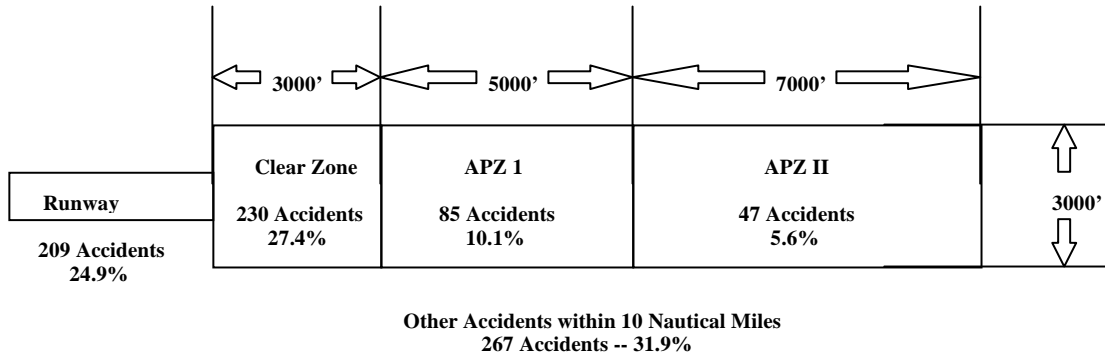 3000’
5000’
7000’
Clear Zone
APZ 1
APZ II
Runway
230 Accidents
27.4%
85 Accidents
10.1%
47 Accidents
5.6%
3000’
209 Accidents
24.9%
Other Accidents within 10 Nautical Miles
267 Accidents -- 31.9%